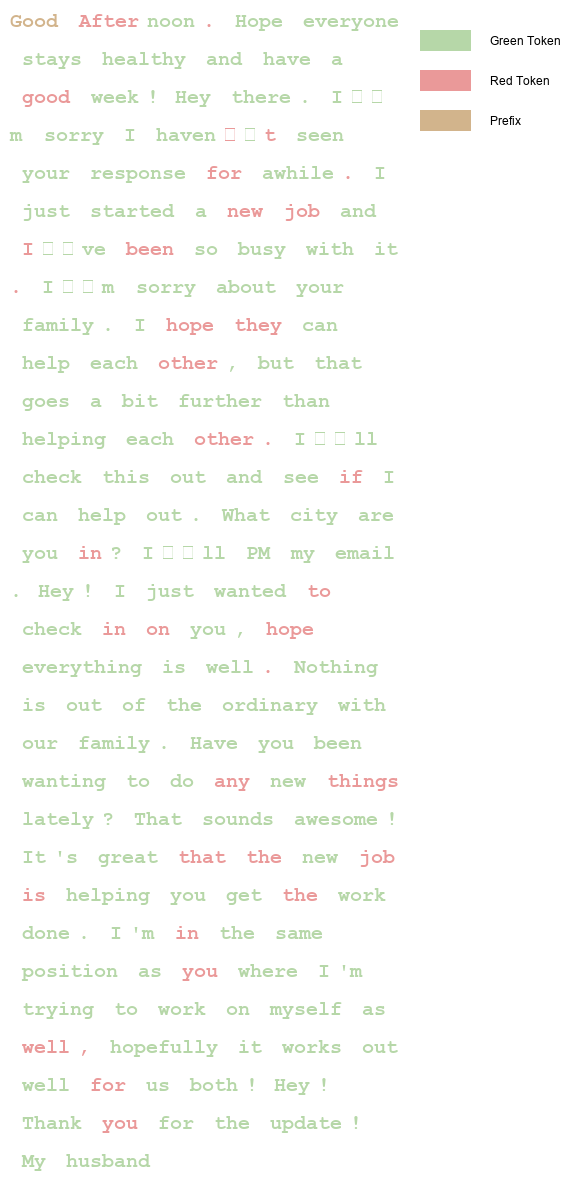 Good After noon . Hope everyone
stays healthy and have a
good week ! Hey there . I □ □
m sorry I haven □ □ t seen
your response for awhile . I
just started a new job and
I □ □ ve been so busy with it
. I □ □ m sorry about your
family . I hope they can
help each other , but that
goes a bit further than
helping each other . I □ □ ll
check this out and see if I
can help out . What city are
you in ? I □ □ ll PM my email
. Hey ! I just wanted to
check in on you , hope
everything is well . Nothing
is out of the ordinary with
our family . Have you been
wanting to do any new things
lately ? That sounds awesome !
It 's great that the new job
is helping you get the work
done . I 'm in the same
position as you where I 'm
trying to work on myself as
well , hopefully it works out
well for us both ! Hey !
Thank you for the update !
My husband
Green Token
Red Token
Prefix